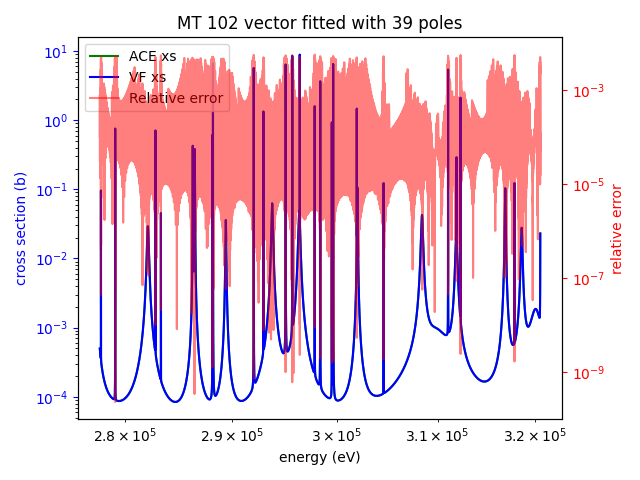 MT 102 vector fitted with 39 poles
ACE xs
VF xs
Relative error
10¹
10⁰
10⁻¹
10⁻²
10⁻³
10⁻⁴
cross section (b)
10⁻³
10⁻⁵
10⁻⁷
10⁻⁹
relative error
2.8 × 10⁵ 2.9 × 10⁵ 3 × 10⁵ 3.1 × 10⁵ 3.2 × 10⁵
energy (eV)